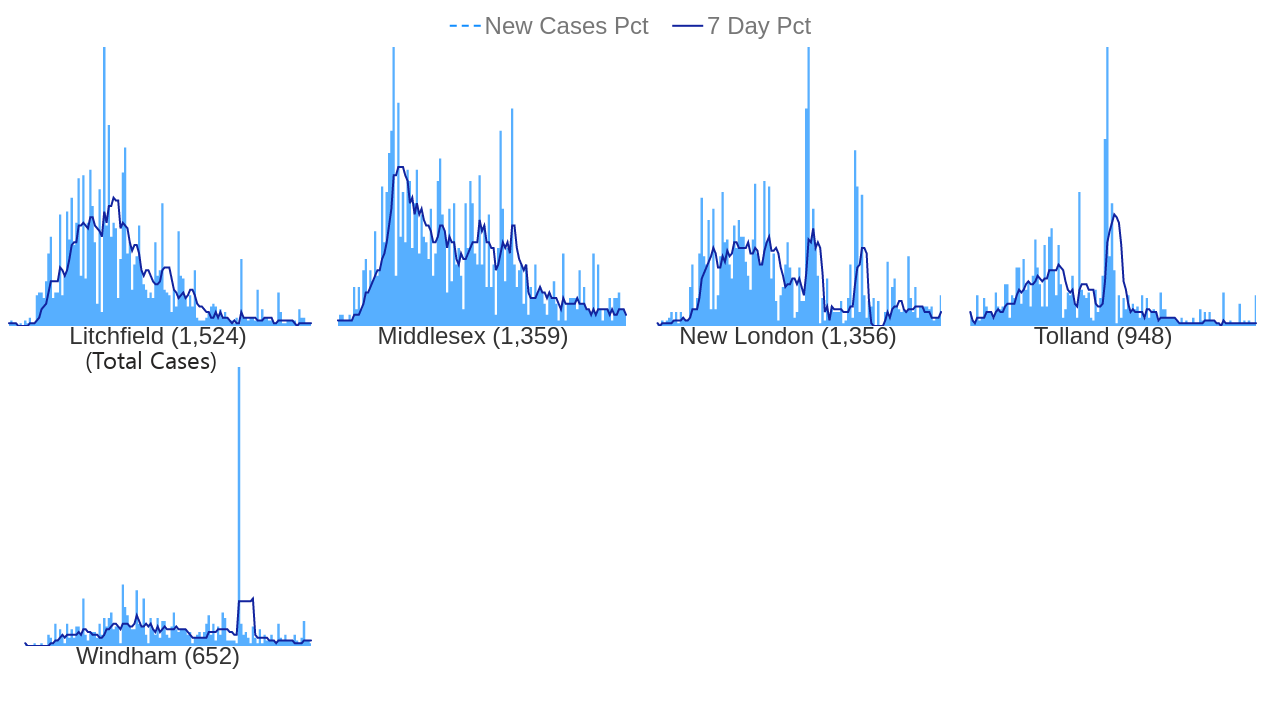 New Cases Pct 7 Day Pct
Litchfield (1,524)
(Total Cases)
Middlesex (1,359)
New London (1,356)
Tolland (948)
Windham (652)